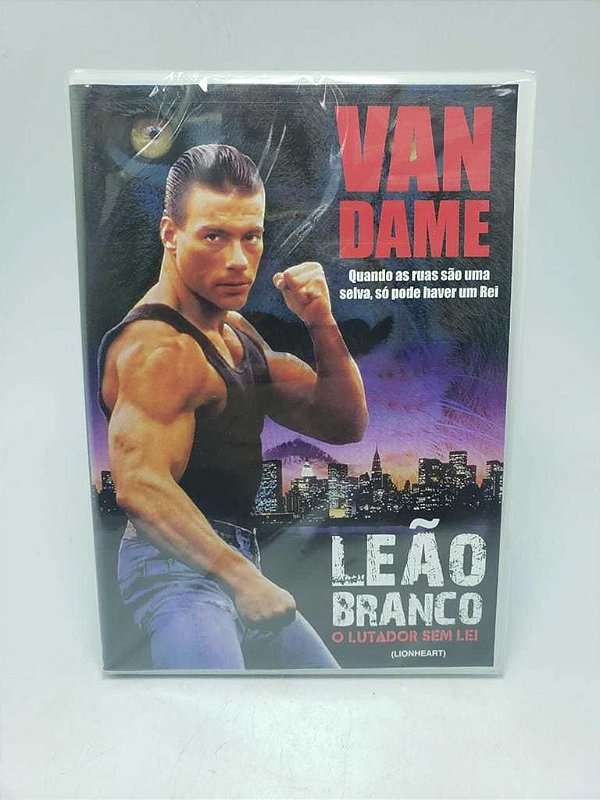 VAN
DAME
Quando as ruas são uma
selva, só pode haver um Rei
LEÃO
BRANCO
O LUTADOR SEM LEI
(LIONHEART)